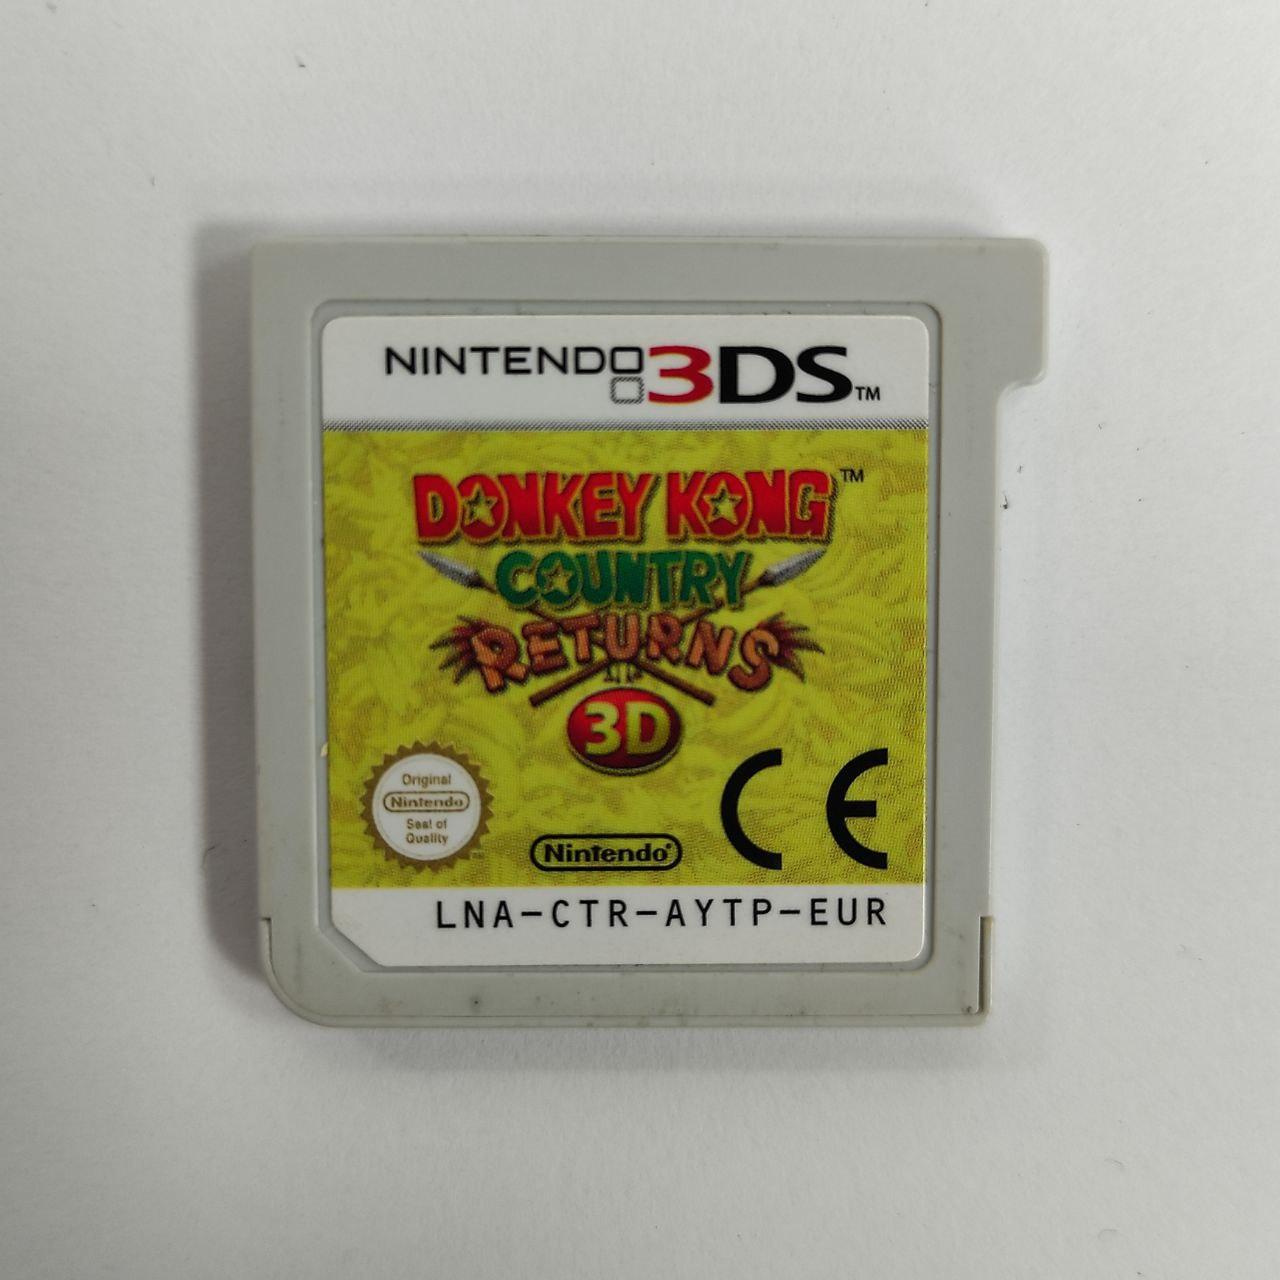 NINTENDO 3DS™
DONKEY KONG™
COUNTRY
RETURNS
3D
Original
Nintendo
Seal of
Quality
Nintendo®
CE
LNA-CTR-AYTP-EUR